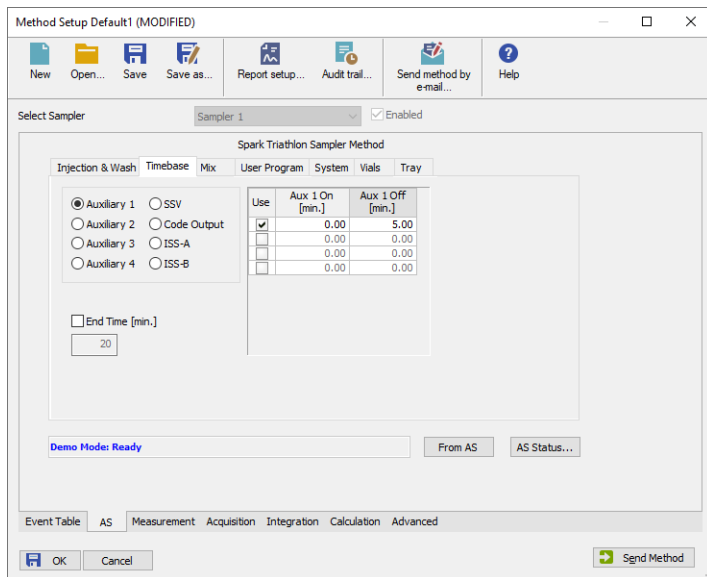 Method Setup Default1 (MODIFIED)
New Open... Save Save as... Report setup... Audit trail... Send method by e-mail... Help
Select Sampler Sampler 1 Enabled
Spark Triathlon Sampler Method
Injection & Wash Timebase Mix User Program System Vials Tray
Auxiliary 1 SSV
Auxiliary 2 Code Output
Auxiliary 3 ISS-A
Auxiliary 4 ISS-B
Use Aux 1 On [min.] Aux 1 Off [min.]
0.00 5.00
0.00 0.00
0.00 0.00
0.00 0.00
End Time [min.]
20
Demo Mode: Ready From AS AS Status...
Event Table AS Measurement Acquisition Integration Calculation Advanced
OK Cancel Send Method